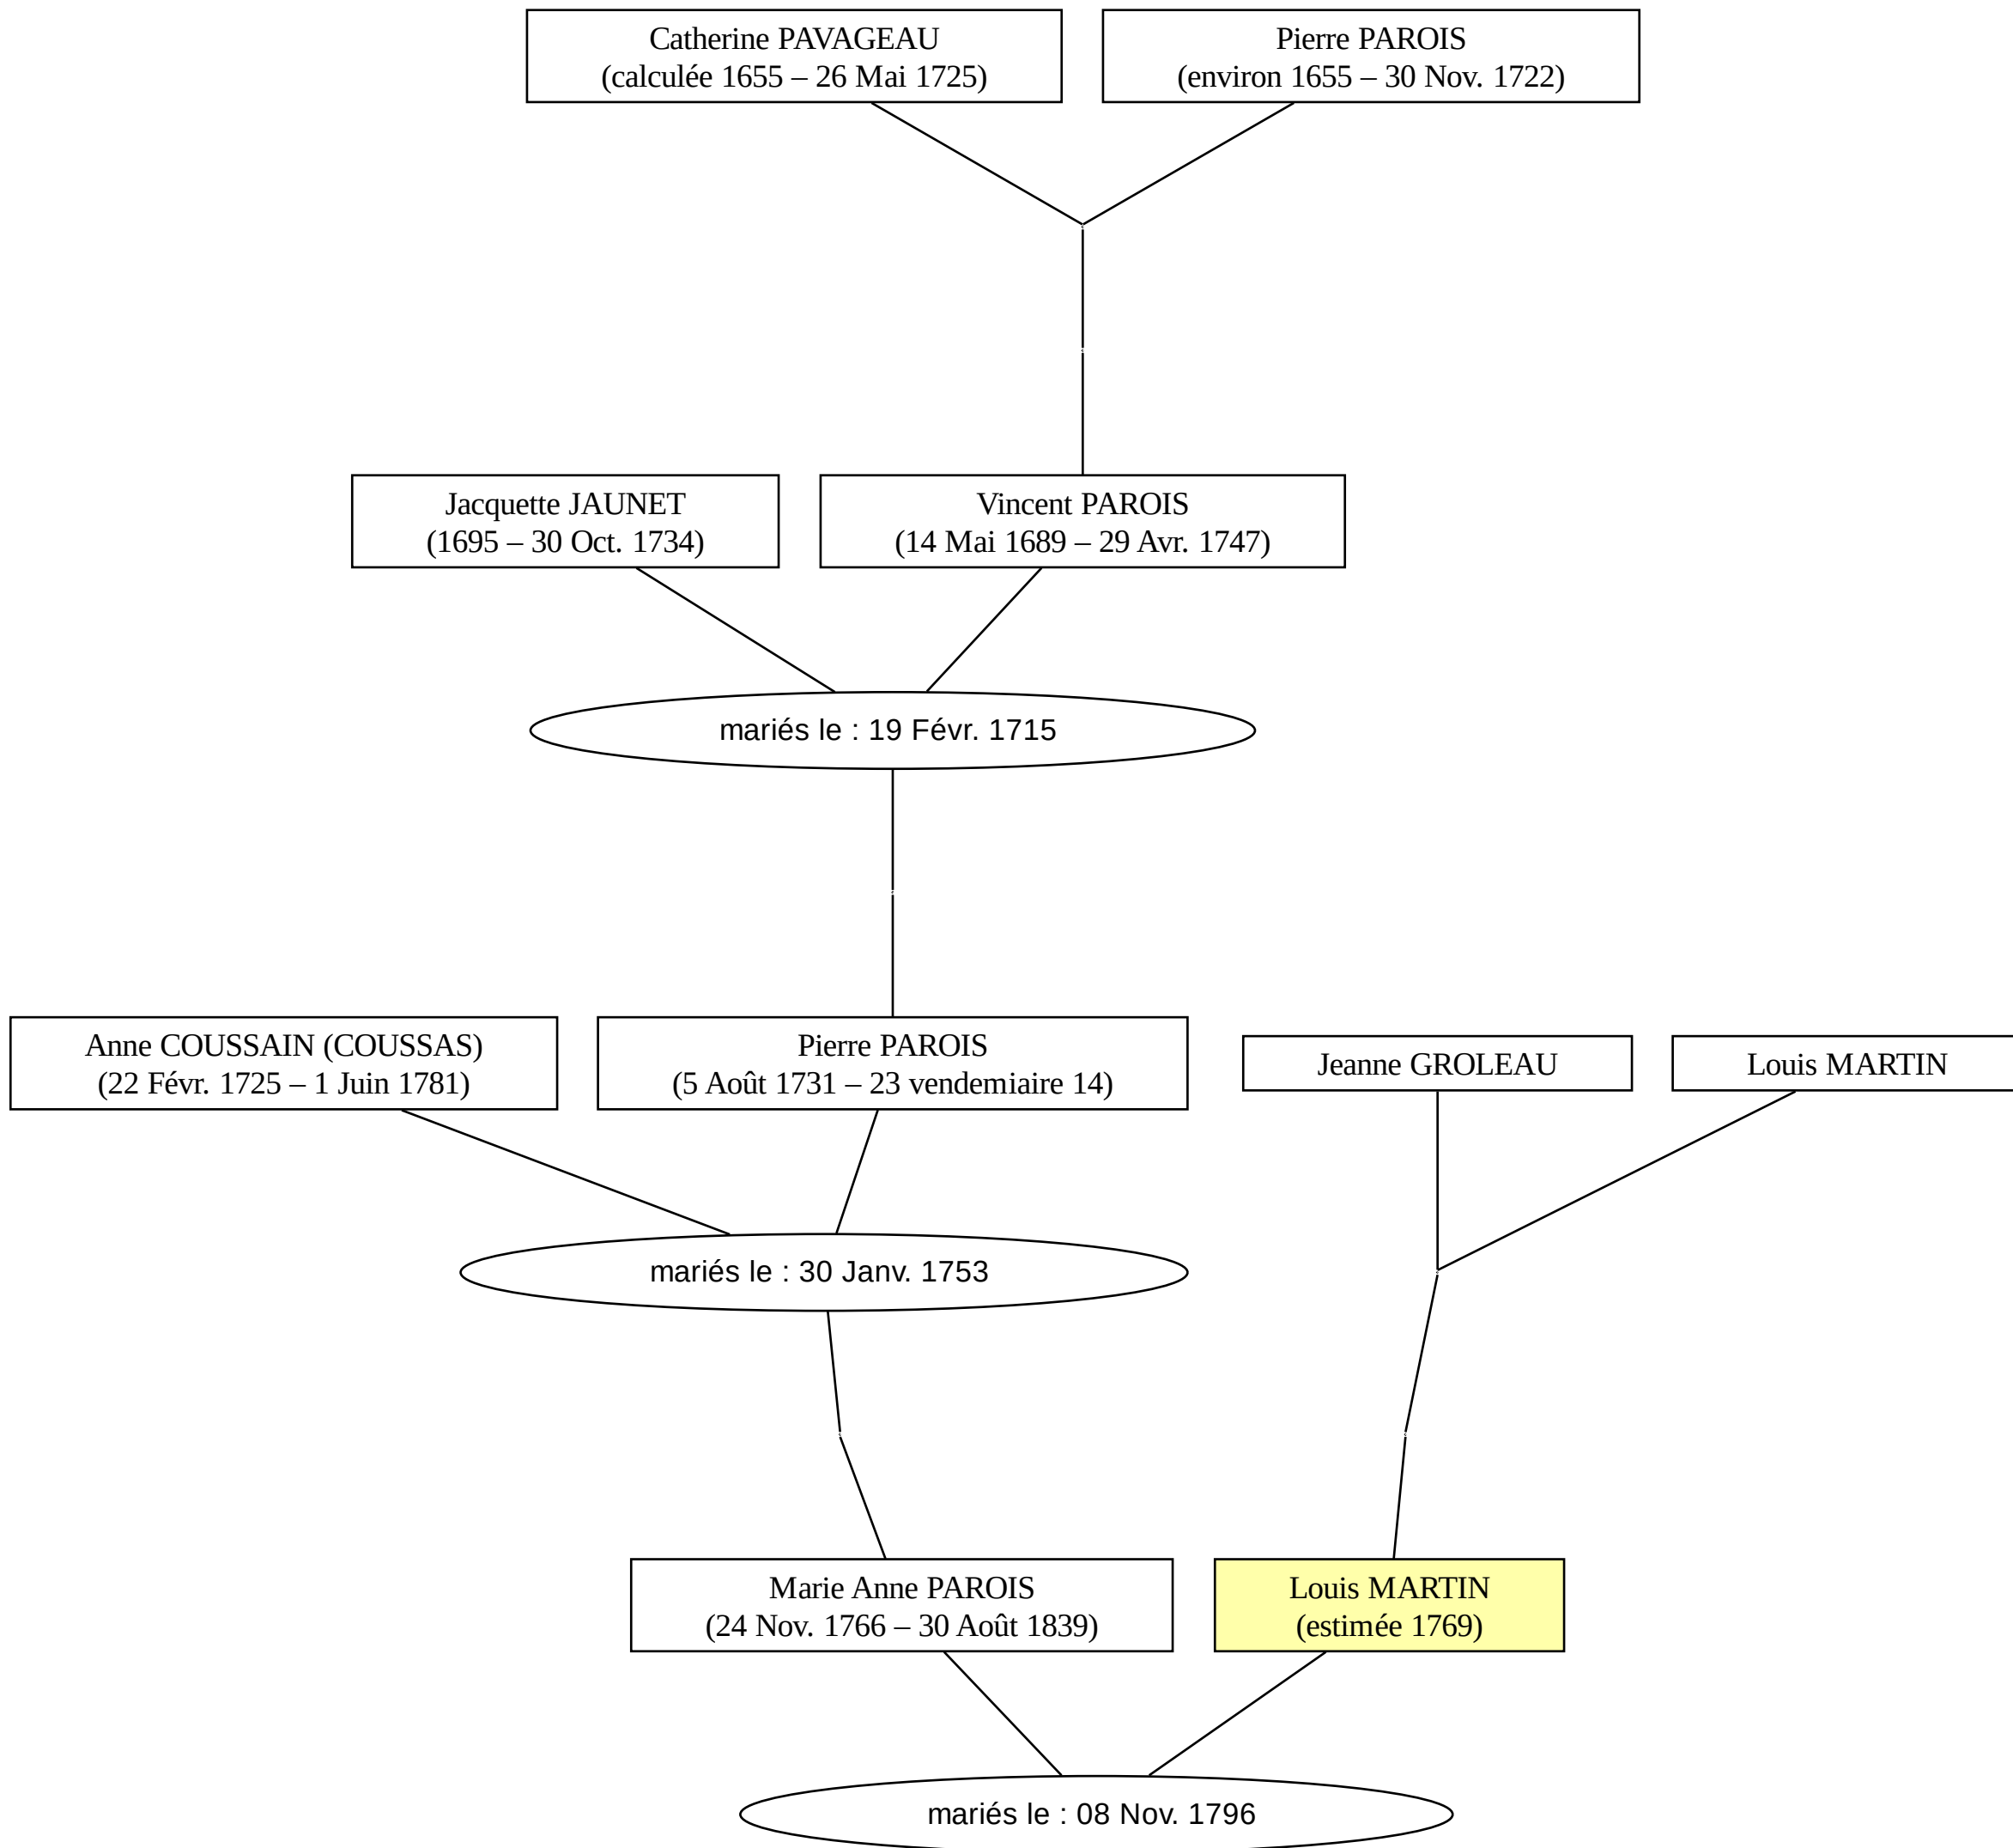 Catherine PAVAGEAU
(calculée 1655 – 26 Mai 1725)
Pierre PAROIS
(environ 1655 – 30 Nov. 1722)
Jacquette JAUNET
(1695 – 30 Oct. 1734)
Vincent PAROIS
(14 Mai 1689 – 29 Avr. 1747)
mariés le : 19 Févr. 1715
Anne COUSSAIN (COUSSAS)
(22 Févr. 1725 – 1 Juin 1781)
Pierre PAROIS
(5 Août 1731 – 23 vendemiaire 14)
Jeanne GROLEAU
Louis MARTIN
mariés le : 30 Janv. 1753
Marie Anne PAROIS
(24 Nov. 1766 – 30 Août 1839)
Louis MARTIN
(estimée 1769)
mariés le : 08 Nov. 1796